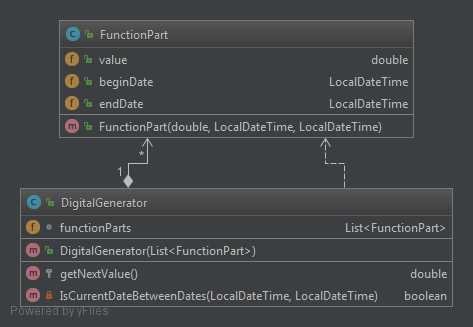 C FunctionPart
f value double
f beginDate LocalDateTime
f endDate LocalDateTime
m FunctionPart(double, LocalDateTime, LocalDateTime)
*
1
C DigitalGenerator
f functionParts List<FunctionPart>
m DigitalGenerator(List<FunctionPart>)
m getNextValue() double
m IsCurrentDateBetweenDates(LocalDateTime, LocalDateTime) boolean
Powered by yFiles